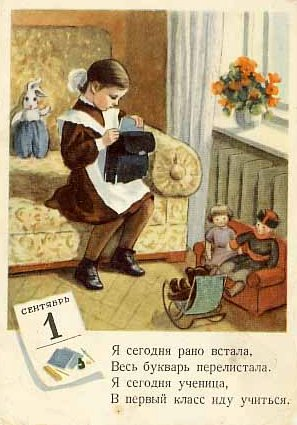 СЕНТЯБРЬ
1
Я сегодня рано встала,
Весь букварь перелистала.
Я сегодня ученица,
В первый класс иду учиться.